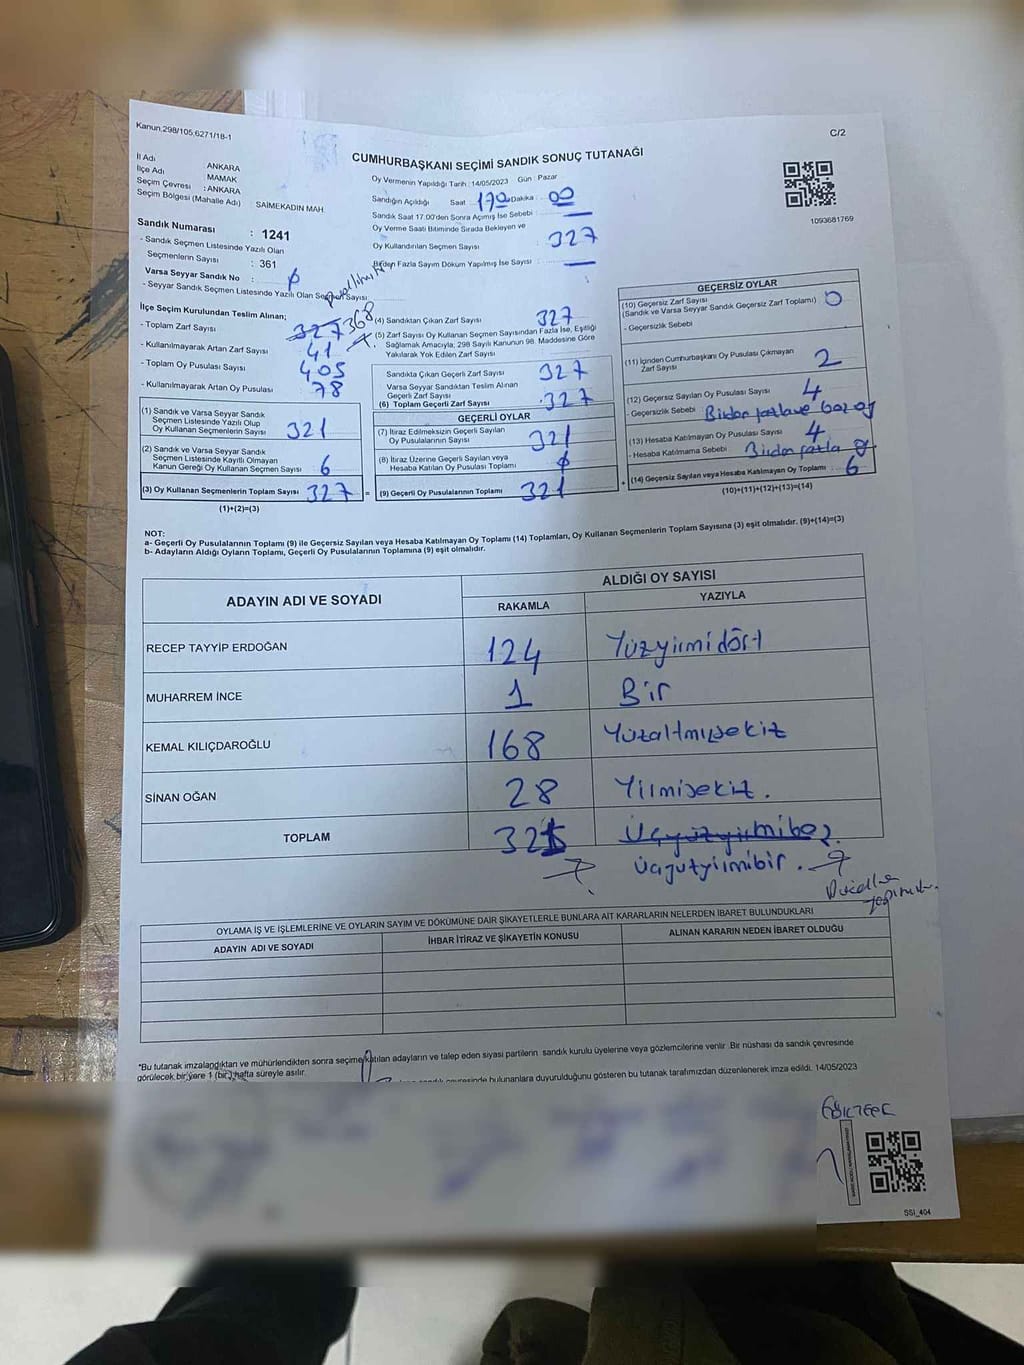 Kanun,298/105,6271/18-1
C/2
CUMHURBAŞKANI SEÇİMİ SANDIK SONUÇ TUTANAĞI
İl Adı : ANKARA
İlçe Adı : MAMAK
Seçim Çevresi : ANKARA
Seçim Bölgesi (Mahalle Adı) SAİMEKADIN MAH
Oy Vermenin Yapıldığı Tarih : 14/05/2023 Gün : Pazar
Sandığın Açıldığı Saat : 17 Dakika : 00
Sandık Saat 17.00'den Sonra Açımış İse Sebebi : —
Oy Verme Saati Bitiminde Sırada Bekleyen ve
Oy Kullandırılan Seçmen Sayısı : 327
Birden Fazla Sayım Döküm Yapılmış İse Sayısı : —
1093681769
Sandık Numarası : 1241
- Sandık Seçmen Listesinde Yazılı Olan
Seçmenlerin Sayısı : 361
Varsa Seyyar Sandık No : ϕ
- Seyyar Sandık Seçmen Listesinde Yazılı Olan Seçmen Sayısı:
İlçe Seçim Kurulundan Teslim Alınan;
- Toplam Zarf Sayısı 327 368
- Kullanılmayarak Artan Zarf Sayısı 41
- Toplam Oy Pusulası Sayısı 405
- Kullanılmayarak Artan Oy Pusulası 78
(1) Sandık ve Varsa Seyyar Sandık
Seçmen Listesinde Yazılı Olup
Oy Kullanan Seçmenlerin Sayısı 321
(2) Sandık ve Varsa Seyyar Sandık
Seçmen Listesinde Kayıtlı Olmayan
Kanun Gereği Oy Kullanan Seçmen Sayısı 6
(3) Oy Kullanan Seçmenlerin Toplam Sayısı 327 =
(1)+(2)=(3)
(4) Sandıktan Çıkan Zarf Sayısı 327
(5) Zarf Sayısı Oy Kullanan Seçmen Sayısından Fazla İse, Eşitliği
Sağlamak Amacıyla; 298 Sayılı Kanunun 98. Maddesine Göre
Yakılarak Yok Edilen Zarf Sayısı
Sandıkta Çıkan Geçerli Zarf Sayısı 327
Varsa Seyyar Sandıktan Teslim Alınan
Geçerli Zarf Sayısı
(6) Toplam Geçerli Zarf Sayısı 327
GEÇERLİ OYLAR
(7) İtiraz Edilmeksizin Geçerli Sayılan
Oy Pusulalarının Sayısı 321
(8) İtiraz Üzerine Geçerli Sayılan veya
Hesaba Katılan Oy Pusulası Toplamı ϕ
(9) Geçerli Oy Pusulalarının Toplamı 321 +
GEÇERSİZ OYLAR
(10) Geçersiz Zarf Sayısı 0
(Sandık ve Varsa Seyyar Sandık Geçersiz Zarf Toplamı)
- Geçersizlik Sebebi
(11) İçinden Cumhurbaşkanı Oy Pusulası Çıkmayan
Zarf Sayısı 2
(12) Geçersiz Sayılan Oy Pusulası Sayısı 4
- Geçersizlik Sebebi Birden fazla
(13) Hesaba Katılmayan Oy Pusulası Sayısı 4
- Hesaba Katılmama Sebebi Birden fazla oy
(14) Geçersiz Sayılan veya Hesaba Katılmayan Oy Toplamı 6
(10)+(11)+(12)+(13)=(14)
NOT:
a- Geçerli Oy Pusulalarının Toplamı (9) ile Geçersiz Sayılan veya Hesaba Katılmayan Oy Toplamı (14) Toplamları, Oy Kullanan Seçmenlerin Toplam Sayısına (3) eşit olmalıdır. (9)+(14)=(3)
b- Adayların Aldığı Oyların Toplamı, Geçerli Oy Pusulalarının Toplamına (9) eşit olmalıdır.
ADAYIN ADI VE SOYADI
ALDIĞI OY SAYISI
RAKAMLA YAZIYLA
RECEP TAYYİP ERDOĞAN 124 Yüzyirmidört
MUHARREM İNCE 1 Bir
KEMAL KILIÇDAROĞLU 168 Yüzaltmışsekiz
SİNAN OĞAN 28 Yirmisekiz.
TOPLAM 321 Üçyüzyirmibeş
Üçyüzyirmibir.
OYLAMA İŞ VE İŞLEMLERİNE VE OYLARIN SAYIM VE DÖKÜMÜNE DAİR ŞİKAYETLERLE BUNLARA AİT KARARLARIN NELERDEN İBARET BULUNDUKLARI
ADAYIN ADI VE SOYADI İHBAR İTİRAZ VE ŞİKAYETİN KONUSU ALINAN KARARIN NEDEN İBARET OLDUĞU
*Bu tutanak imzalandıktan ve mühürlendikten sonra seçime katılan adayların ve talep eden siyasi partilerin sandık kurulu üyelerine veya gözlemcilerine verilir. Bir nüshası da sandık çevresinde
görülecek bir yere 1 (bir) hafta süreyle asılır.
bulunanlara duyurulduğunu gösteren bu tutanak tarafımızdan düzenlenerek imza edildi. 14/05/2023
SSI_404